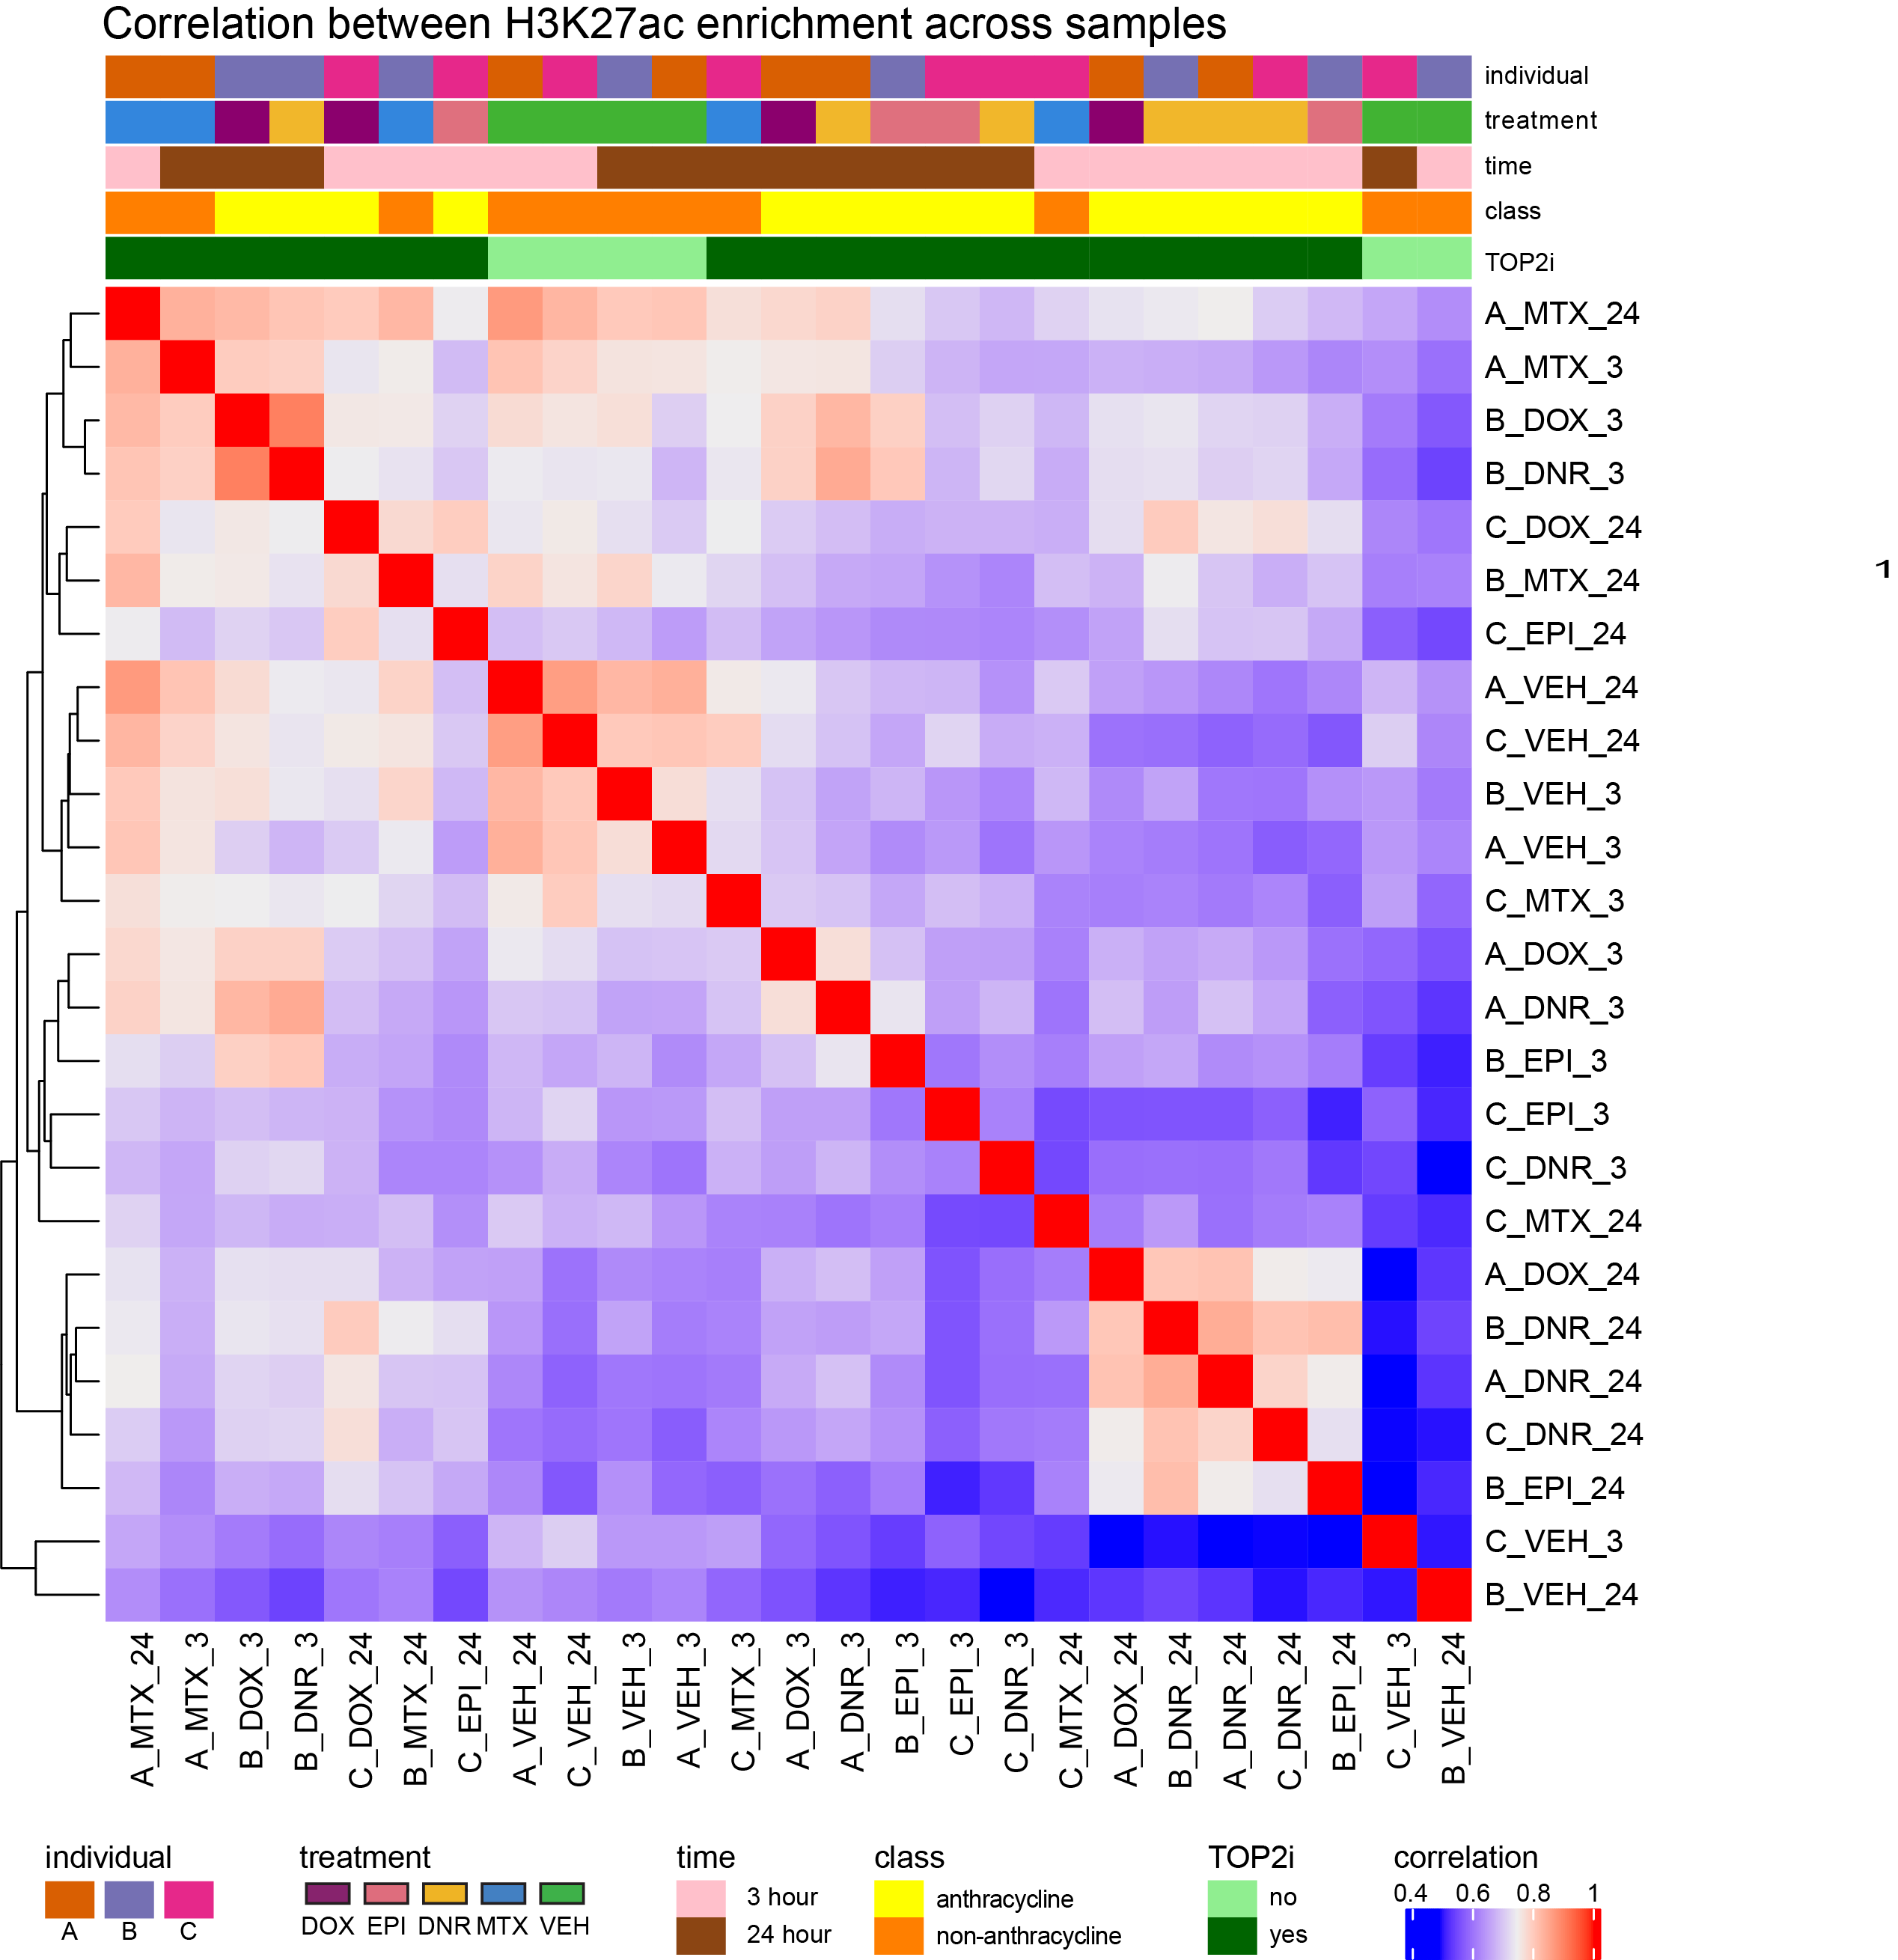 Correlation between H3K27ac enrichment across samples
individual
treatment
time
class
TOP2i
A_MTX_24
A_MTX_3
B_DOX_3
B_DNR_3
C_DOX_24
B_MTX_24
1
C_EPI_24
A_VEH_24
C_VEH_24
B_VEH_3
A_VEH_3
C_MTX_3
A_DOX_3
A_DNR_3
B_EPI_3
C_EPI_3
C_DNR_3
C_MTX_24
A_DOX_24
B_DNR_24
A_DNR_24
C_DNR_24
B_EPI_24
C_VEH_3
B_VEH_24
A_MTX_24
A_MTX_3
B_DOX_3
B_DNR_3
C_DOX_24
B_MTX_24
C_EPI_24
A_VEH_24
C_VEH_24
B_VEH_3
A_VEH_3
C_MTX_3
A_DOX_3
A_DNR_3
B_EPI_3
C_EPI_3
C_DNR_3
C_MTX_24
A_DOX_24
B_DNR_24
A_DNR_24
C_DNR_24
B_EPI_24
C_VEH_3
B_VEH_24
individual
A B C
treatment
DOX EPI DNR MTX VEH
time
3 hour
24 hour
class
anthracycline
non-anthracycline
TOP2i
no
yes
correlation
0.4 0.6 0.8 1